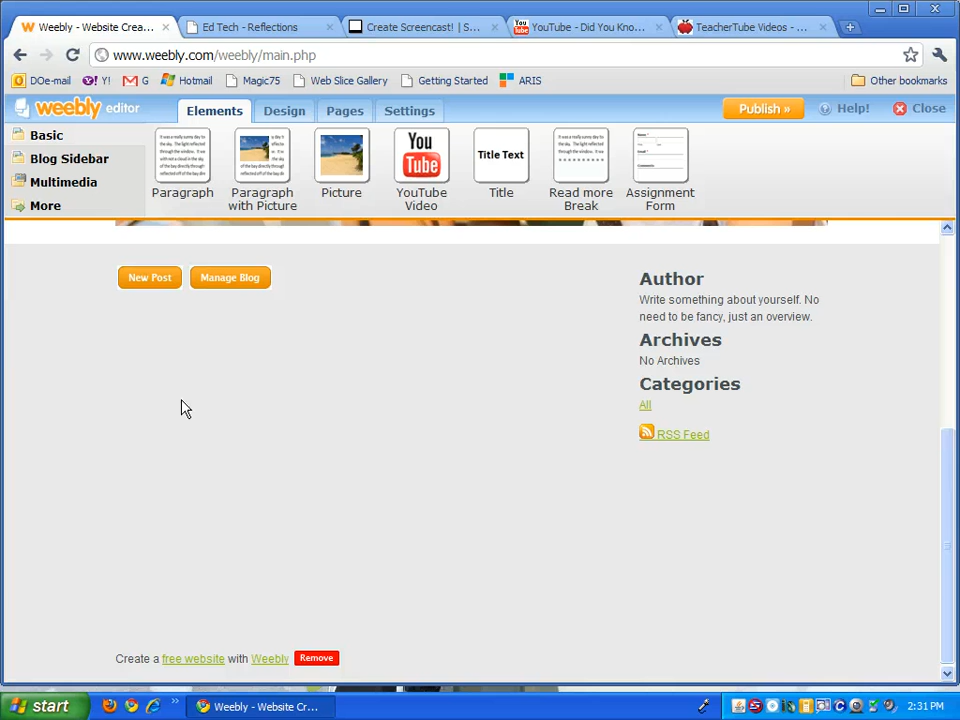 Weebly - Website Crea...
Ed Tech - Reflections
Create Screencast! | S...
YouTube - Did You Kno...
TeacherTube Videos - ...
www.weebly.com/weebly/main.php
DOe-mail
Y!
G
Hotmail
Magic75
Web Slice Gallery
Getting Started
ARIS
Other bookmarks
weebly editor
Elements
Design
Pages
Settings
Publish »
Help!
Close
Basic
Blog Sidebar
Multimedia
More
Paragraph
Paragraph with Picture
Picture
You Tube
YouTube Video
Title Text
Title
Read more Break
Assignment Form
New Post
Manage Blog
Author
Write something about yourself. No
need to be fancy, just an overview.
Archives
No Archives
Categories
All
RSS Feed
Create a free website with Weebly
Remove
start
Weebly - Website Cr...
2:31 PM